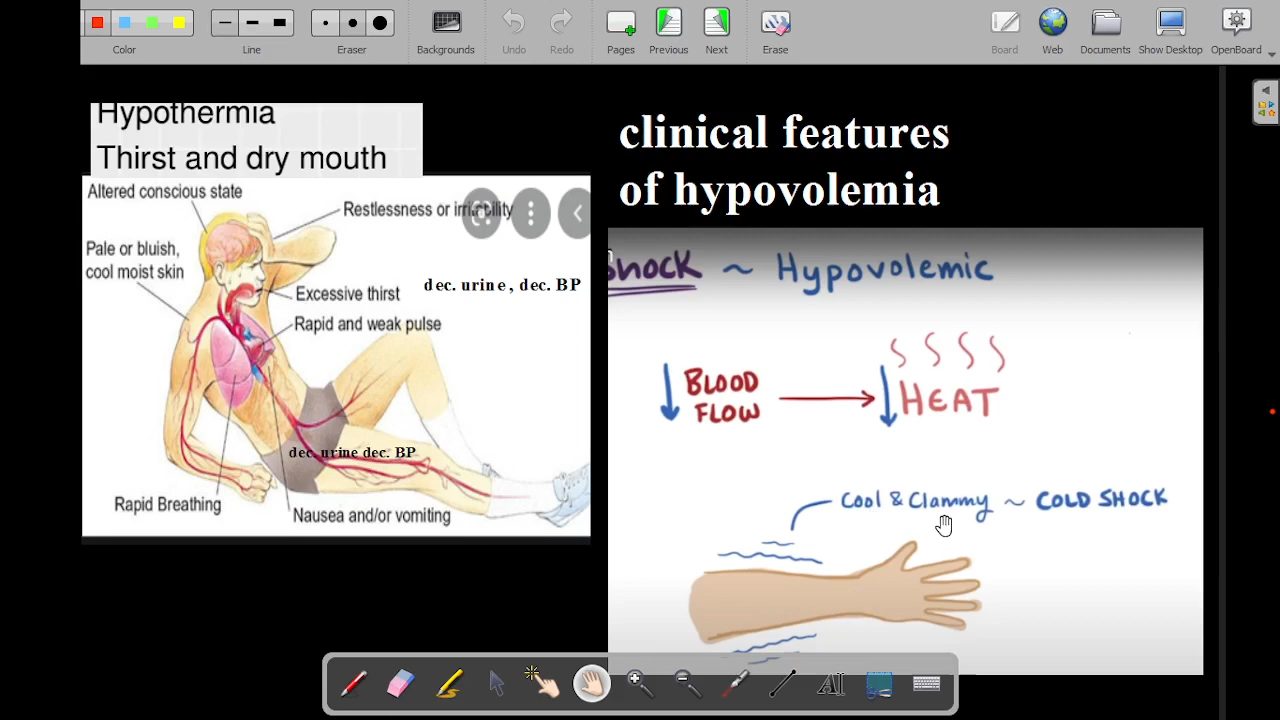 Color
Line
Eraser
Backgrounds
Undo
Redo
Pages
Previous
Next
Erase
Board
Web
Documents
Show Desktop
OpenBoard
Hypothermia
Thirst and dry mouth
clinical features
of hypovolemia
Altered conscious state
Restlessness or irritability
Pale or bluish,
cool moist skin
dec. urine , dec. BP
Excessive thirst
Rapid and weak pulse
dec. urine dec. BP
Rapid Breathing
Nausea and/or vomiting
Shock ~ Hypovolemic
↓ BLOOD
FLOW
↓ HEAT
Cool & Clammy ~ COLD SHOCK
AI